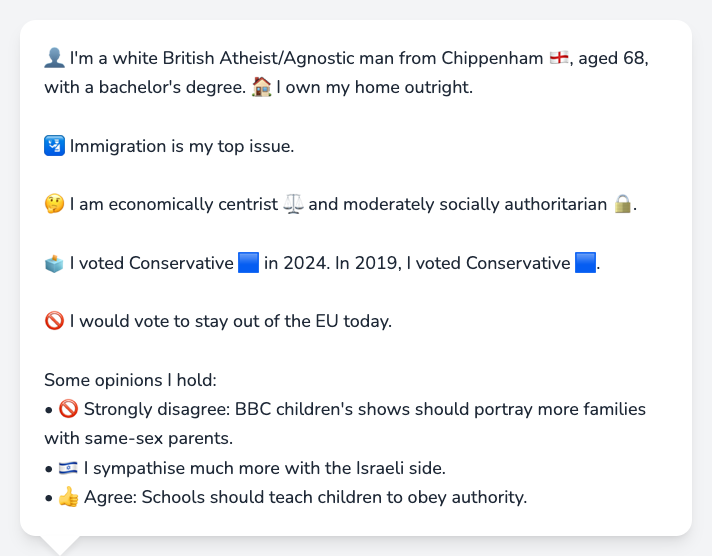 👤 I'm a white British Atheist/Agnostic man from Chippenham 🏴󠁧󠁢󠁥󠁮󠁧󠁿, aged 68,
with a bachelor's degree. 🏠 I own my home outright.
🛂 Immigration is my top issue.
🤔 I am economically centrist ⚖️ and moderately socially authoritarian 🔒.
🗳️ I voted Conservative 🟦 in 2024. In 2019, I voted Conservative 🟦.
🚫 I would vote to stay out of the EU today.
Some opinions I hold:
• 🚫 Strongly disagree: BBC children's shows should portray more families
with same-sex parents.
• 🇮🇱 I sympathise much more with the Israeli side.
• 👍 Agree: Schools should teach children to obey authority.